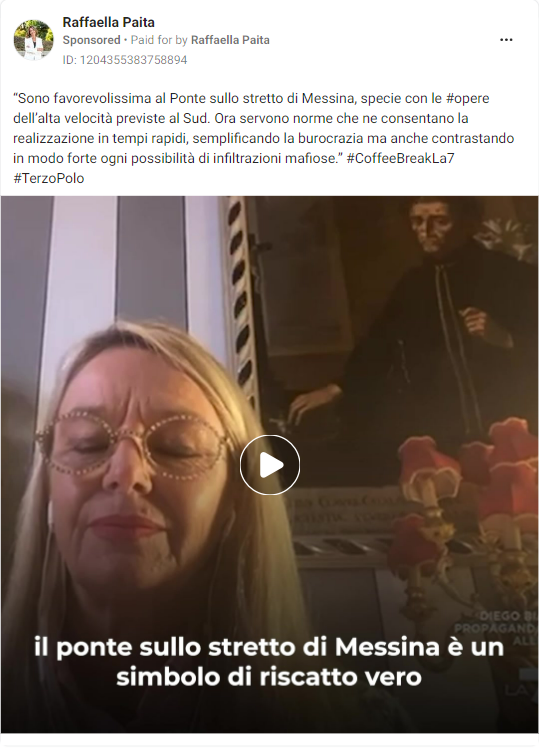 Raffaella Paita
Sponsored • Paid for by Raffaella Paita
ID: 1204355383758894
“Sono favorevolissima al Ponte sullo stretto di Messina, specie con le #opere
dell’alta velocità previste al Sud. Ora servono norme che ne consentano la
realizzazione in tempi rapidi, semplificando la burocrazia ma anche contrastando
in modo forte ogni possibilità di infiltrazioni mafiose.” #CoffeeBreakLa7
#TerzoPolo
DIEGO
PROPAGAND
il ponte sullo stretto di Messina è un
simbolo di riscatto vero
LA